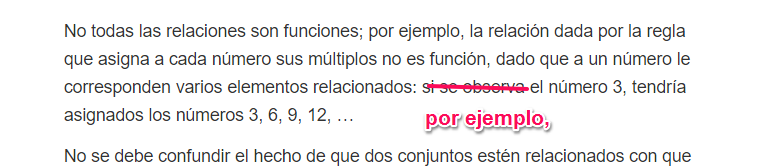 No todas las relaciones son funciones; por ejemplo, la relación dada por la regla
que asigna a cada número sus múltiplos no es función, dado que a un número le
corresponden varios elementos relacionados: si se observa el número 3, tendría
asignados los números 3, 6, 9, 12, …
por ejemplo,
No se debe confundir el hecho de que dos conjuntos estén relacionados con que